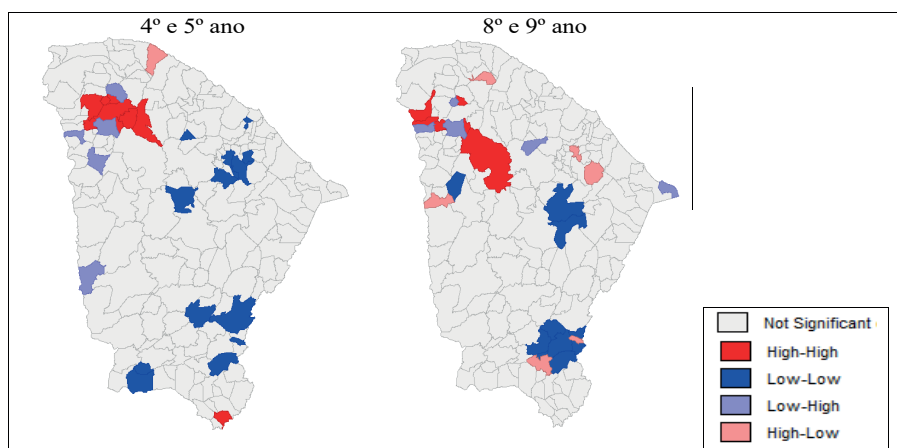 4º e 5º ano
8º e 9º ano
Not Significant
High-High
Low-Low
Low-High
High-Low